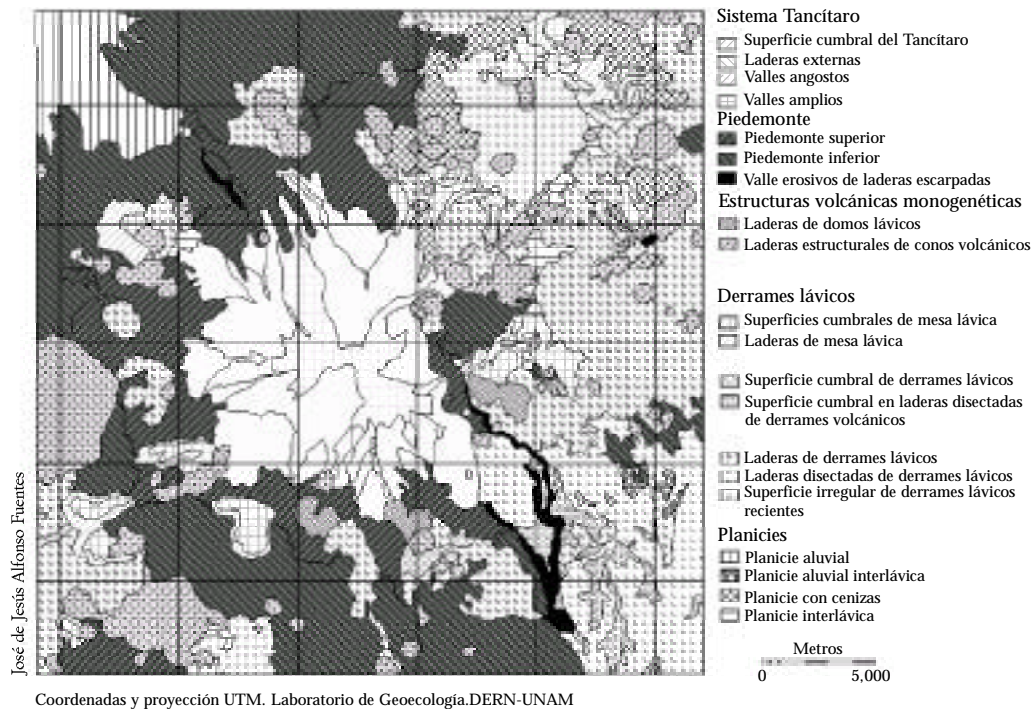 Sistema Tancítaro
Superficie cumbral del Tancítaro
Laderas externas
Valles angostos
Valles amplios
Piedemonte
Piedemonte superior
Piedemonte inferior
Valle erosivos de laderas escarpadas
Estructuras volcánicas monogenéticas
Laderas de domos lávicos
Laderas estructurales de conos volcánicos
Derrames lávicos
Superficies cumbrales de mesa lávica
Laderas de mesa lávica
Superficie cumbral de derrames lávicos
Superficie cumbral en laderas disectadas
de derrames volcánicos
Laderas de derrames lávicos
Laderas disectadas de derrames lávicos
Superficie irregular de derrames lávicos
recientes
Planicies
Planicie aluvial
Planicie aluvial interlávica
Planicie con cenizas
Planicie interlávica
Metros
0 5,000
José de Jesús Alfonso Fuentes
Coordenadas y proyección UTM. Laboratorio de Geoecología.DERN-UNAM